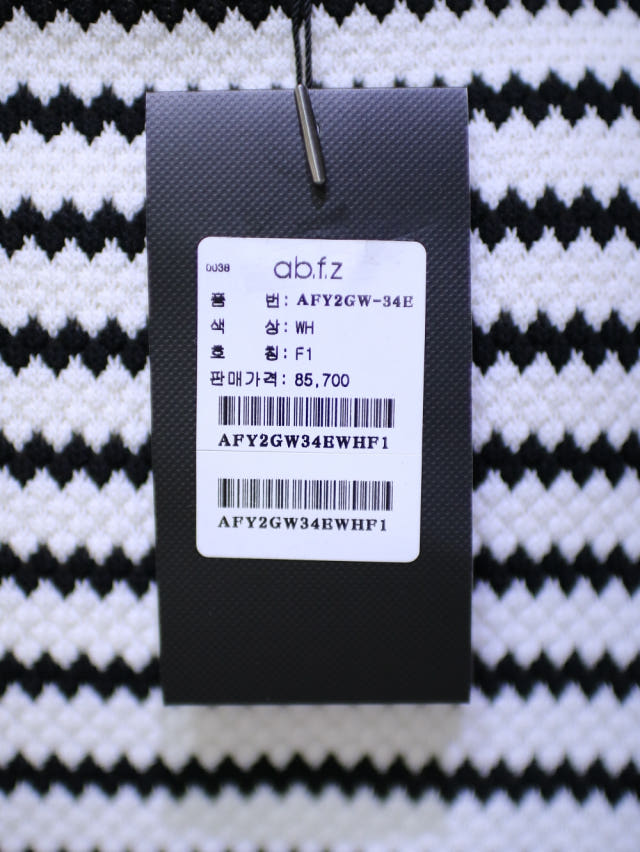 0038 ab.f.z
품 번: AFY2GW-34E
색 상: WH
호 칭: F1
판매가격: 85,700
AFY2GW34EWHF1
AFY2GW34EWHF1